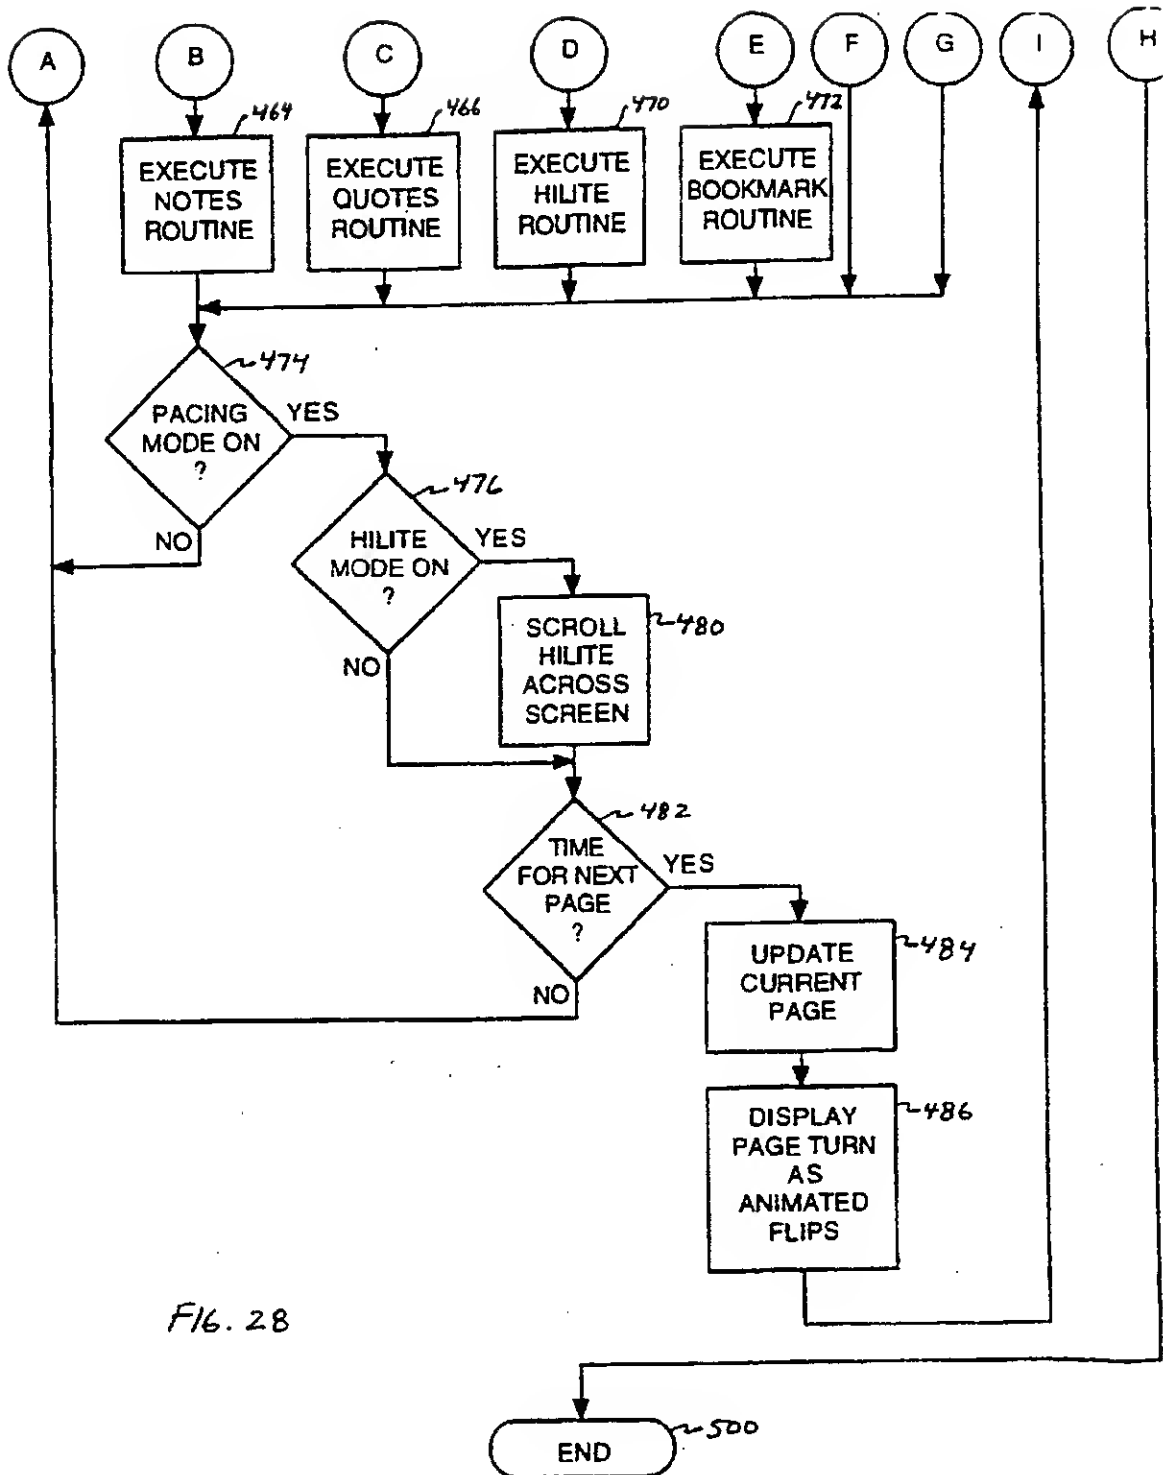 A B C D E F G I H
464 466 470 472
EXECUTE
NOTES
ROUTINE
EXECUTE
QUOTES
ROUTINE
EXECUTE
HILITE
ROUTINE
EXECUTE
BOOKMARK
ROUTINE
474
PACING
MODE ON
?
YES
NO
476
HILITE
MODE ON
?
YES
NO
480
SCROLL
HILITE
ACROSS
SCREEN
482
TIME
FOR NEXT
PAGE
?
YES
NO
484
UPDATE
CURRENT
PAGE
486
DISPLAY
PAGE TURN
AS
ANIMATED
FLIPS
FIG. 28
500
END